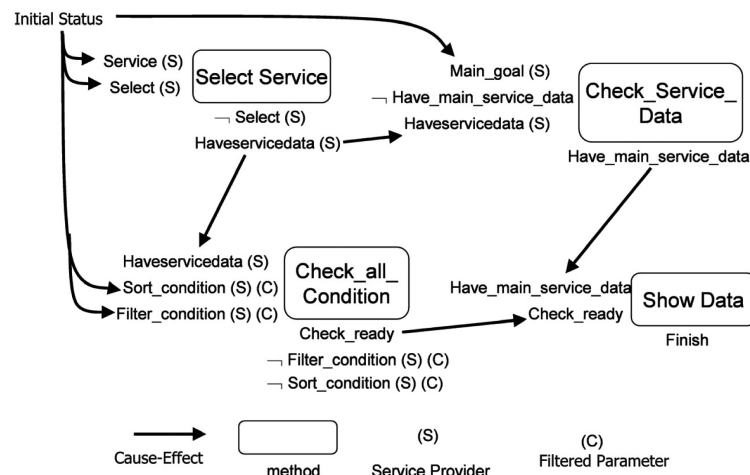 Initial Status
Service (S)
Select (S)
Select Service
¬ Select (S)
Haveservicedata (S)
Main_goal (S)
¬ Have_main_service_data
Haveservicedata (S)
Check_Service_
Data
Have_main_service_data
Haveservicedata (S)
Sort_condition (S) (C)
Filter_condition (S) (C)
Check_all_
Condition
Check_ready
¬ Filter_condition (S) (C)
¬ Sort_condition (S) (C)
Have_main_service_data
Check_ready
Show Data
Finish
Cause-Effect
method
(S)
Service Provider
(C)
Filtered Parameter